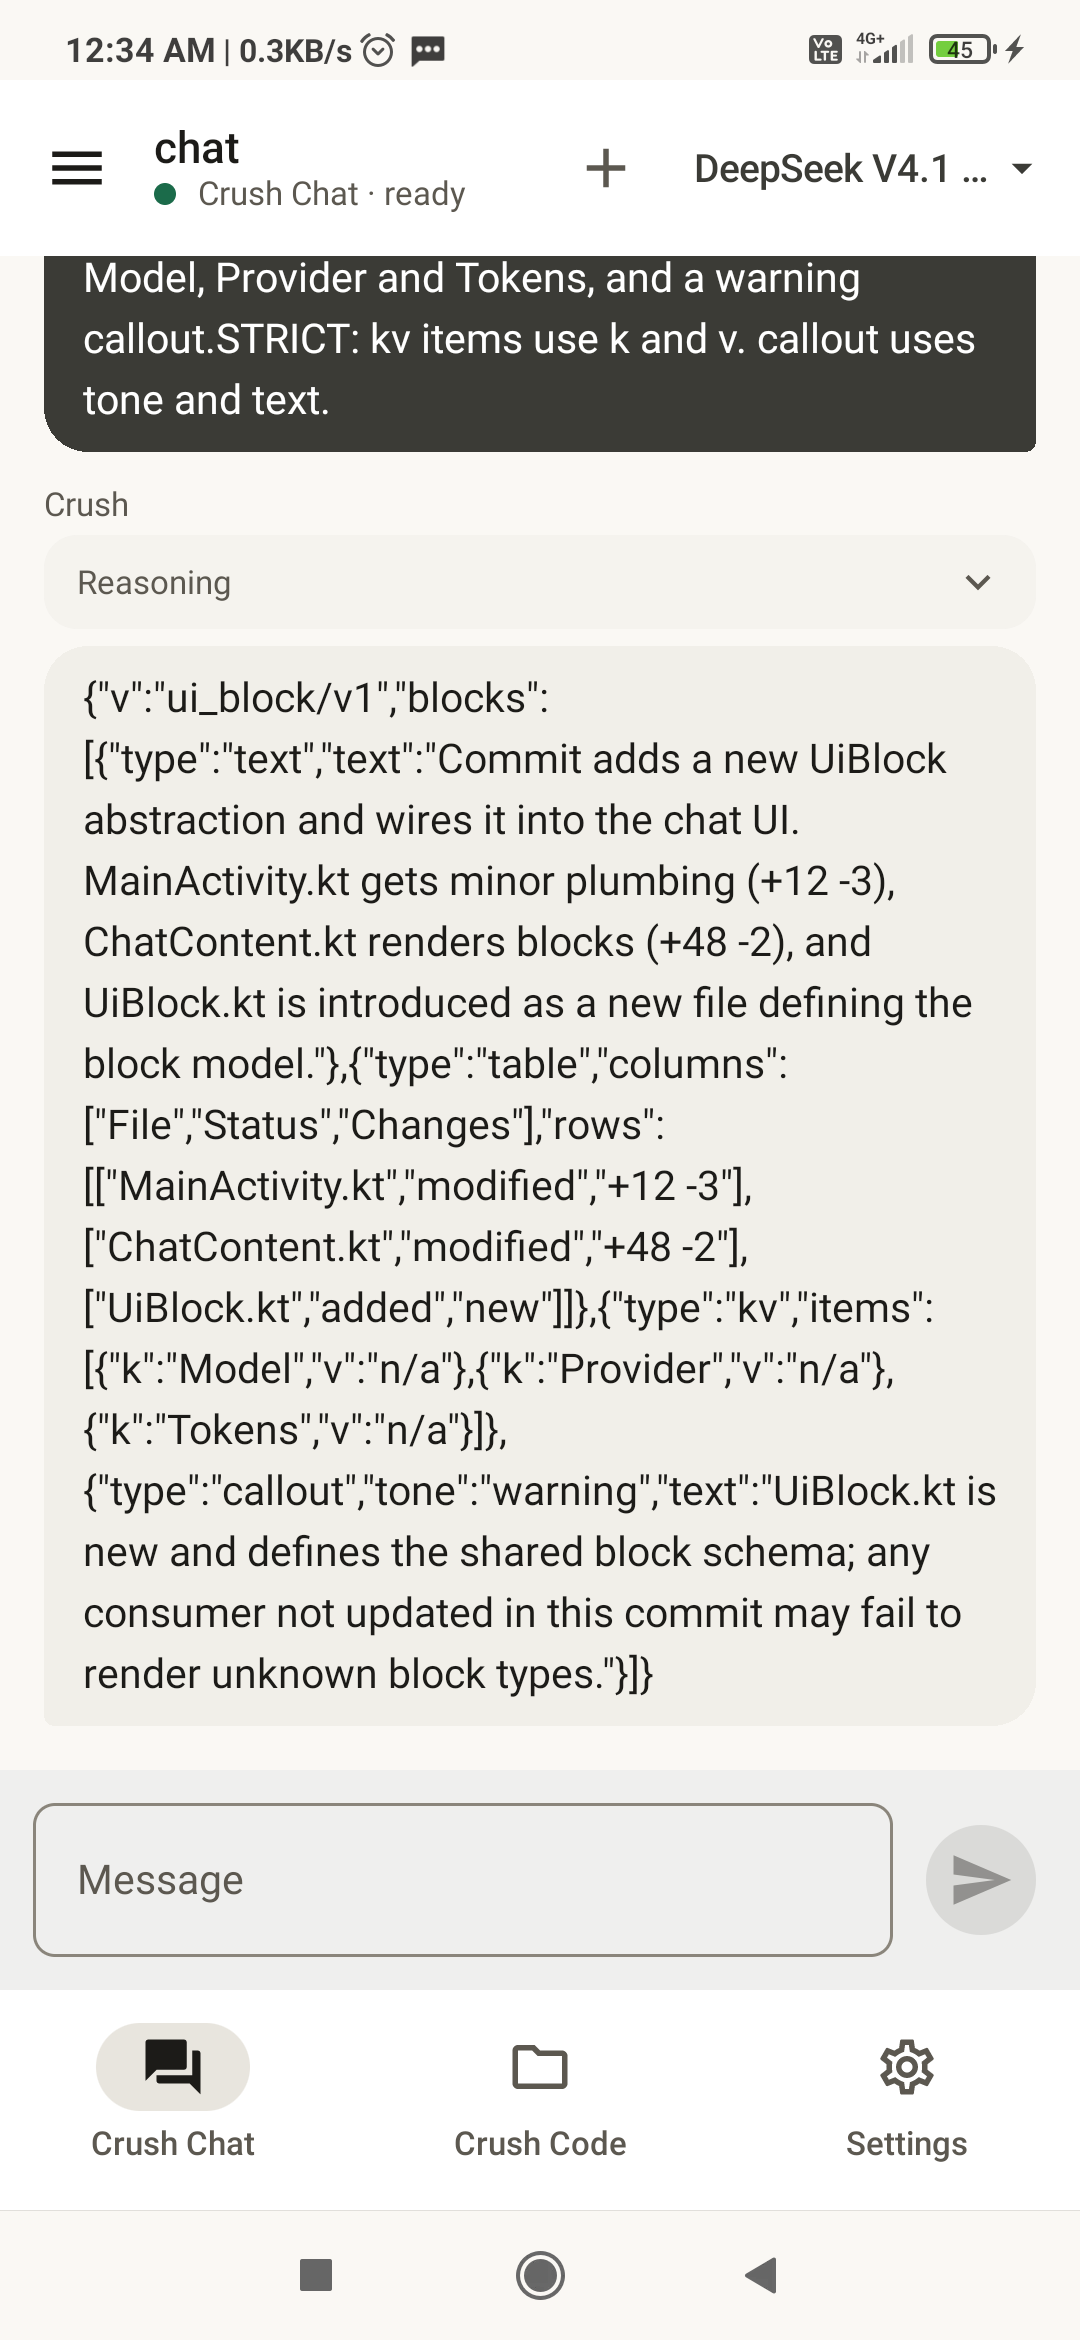 12:34 AM | 0.3KB/s
Vo LTE 4G+ 45
chat
Crush Chat · ready
DeepSeek V4.1 ...
Model, Provider and Tokens, and a warning
callout.STRICT: kv items use k and v. callout uses
tone and text.
Crush
Reasoning
{"v":"ui_block/v1","blocks":
[{"type":"text","text":"Commit adds a new UiBlock
abstraction and wires it into the chat UI.
MainActivity.kt gets minor plumbing (+12 -3),
ChatContent.kt renders blocks (+48 -2), and
UiBlock.kt is introduced as a new file defining the
block model."},{"type":"table","columns":
["File","Status","Changes"],"rows":
[["MainActivity.kt","modified","+12 -3"],
["ChatContent.kt","modified","+48 -2"],
["UiBlock.kt","added","new"]]},{"type":"kv","items":
[{"k":"Model","v":"n/a"},{"k":"Provider","v":"n/a"},
{"k":"Tokens","v":"n/a"}]},
{"type":"callout","tone":"warning","text":"UiBlock.kt is
new and defines the shared block schema; any
consumer not updated in this commit may fail to
render unknown block types."}]}
Message
Crush Chat
Crush Code
Settings